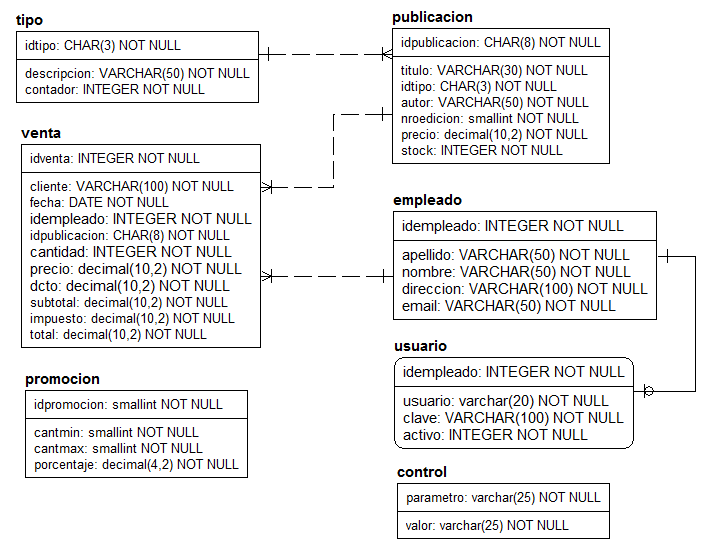 tipo
idtipo: CHAR(3) NOT NULL
descripcion: VARCHAR(50) NOT NULL
contador: INTEGER NOT NULL
publicacion
idpublicacion: CHAR(8) NOT NULL
titulo: VARCHAR(30) NOT NULL
idtipo: CHAR(3) NOT NULL
autor: VARCHAR(50) NOT NULL
nroedicion: smallint NOT NULL
precio: decimal(10,2) NOT NULL
stock: INTEGER NOT NULL
venta
idventa: INTEGER NOT NULL
cliente: VARCHAR(100) NOT NULL
fecha: DATE NOT NULL
idempleado: INTEGER NOT NULL
idpublicacion: CHAR(8) NOT NULL
cantidad: INTEGER NOT NULL
precio: decimal(10,2) NOT NULL
dcto: decimal(10,2) NOT NULL
subtotal: decimal(10,2) NOT NULL
impuesto: decimal(10,2) NOT NULL
total: decimal(10,2) NOT NULL
empleado
idempleado: INTEGER NOT NULL
apellido: VARCHAR(50) NOT NULL
nombre: VARCHAR(50) NOT NULL
direccion: VARCHAR(100) NOT NULL
email: VARCHAR(50) NOT NULL
usuario
idempleado: INTEGER NOT NULL
usuario: varchar(20) NOT NULL
clave: VARCHAR(100) NOT NULL
activo: INTEGER NOT NULL
promocion
idpromocion: smallint NOT NULL
cantmin: smallint NOT NULL
cantmax: smallint NOT NULL
porcentaje: decimal(4,2) NOT NULL
control
parametro: varchar(25) NOT NULL
valor: varchar(25) NOT NULL